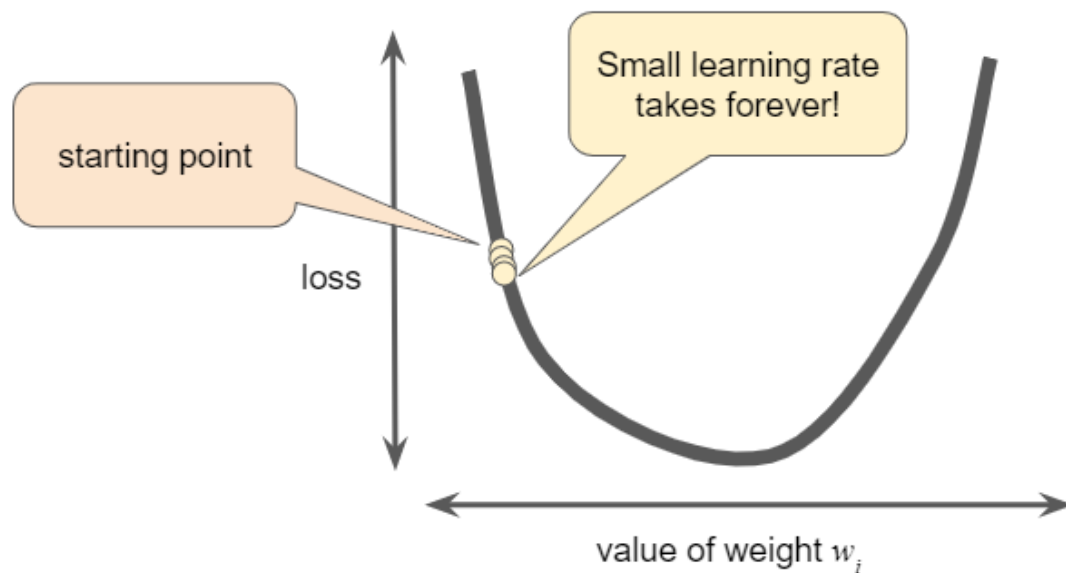 Small learning rate
takes forever!
starting point
loss
value of weight wᵢ